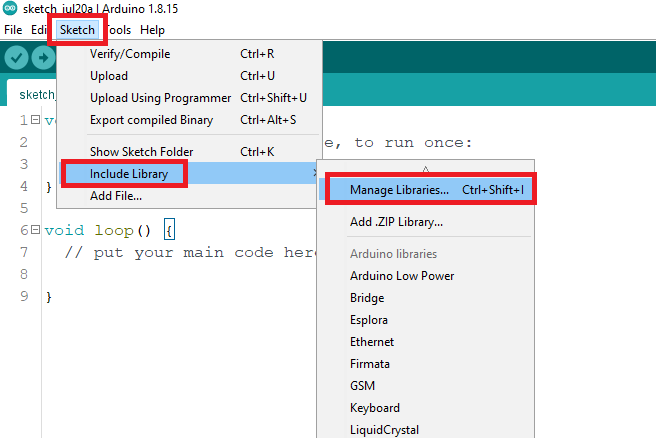 sketch_jul20a | Arduino 1.8.15
File Edi Sketch Tools Help
Verify/Compile Ctrl+R
Upload Ctrl+U
Upload Using Programmer Ctrl+Shift+U
Export compiled Binary Ctrl+Alt+S
Show Sketch Folder Ctrl+K
Include Library
Add File...
Manage Libraries... Ctrl+Shift+I
Add .ZIP Library...
Arduino libraries
Arduino Low Power
Bridge
Esplora
Ethernet
Firmata
GSM
Keyboard
LiquidCrystal
sketch_
1 v
2 e, to run once:
3
4 }
5
6 void loop() {
7 // put your main code here
8
9 }